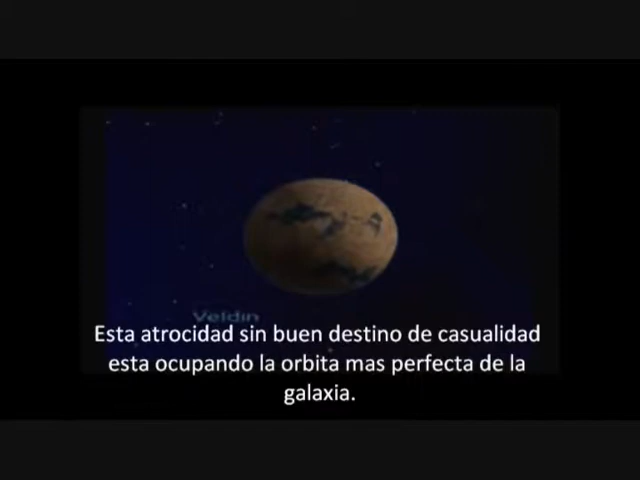 Veldin
Esta atrocidad sin buen destino de casualidad
esta ocupando la orbita mas perfecta de la
galaxia.